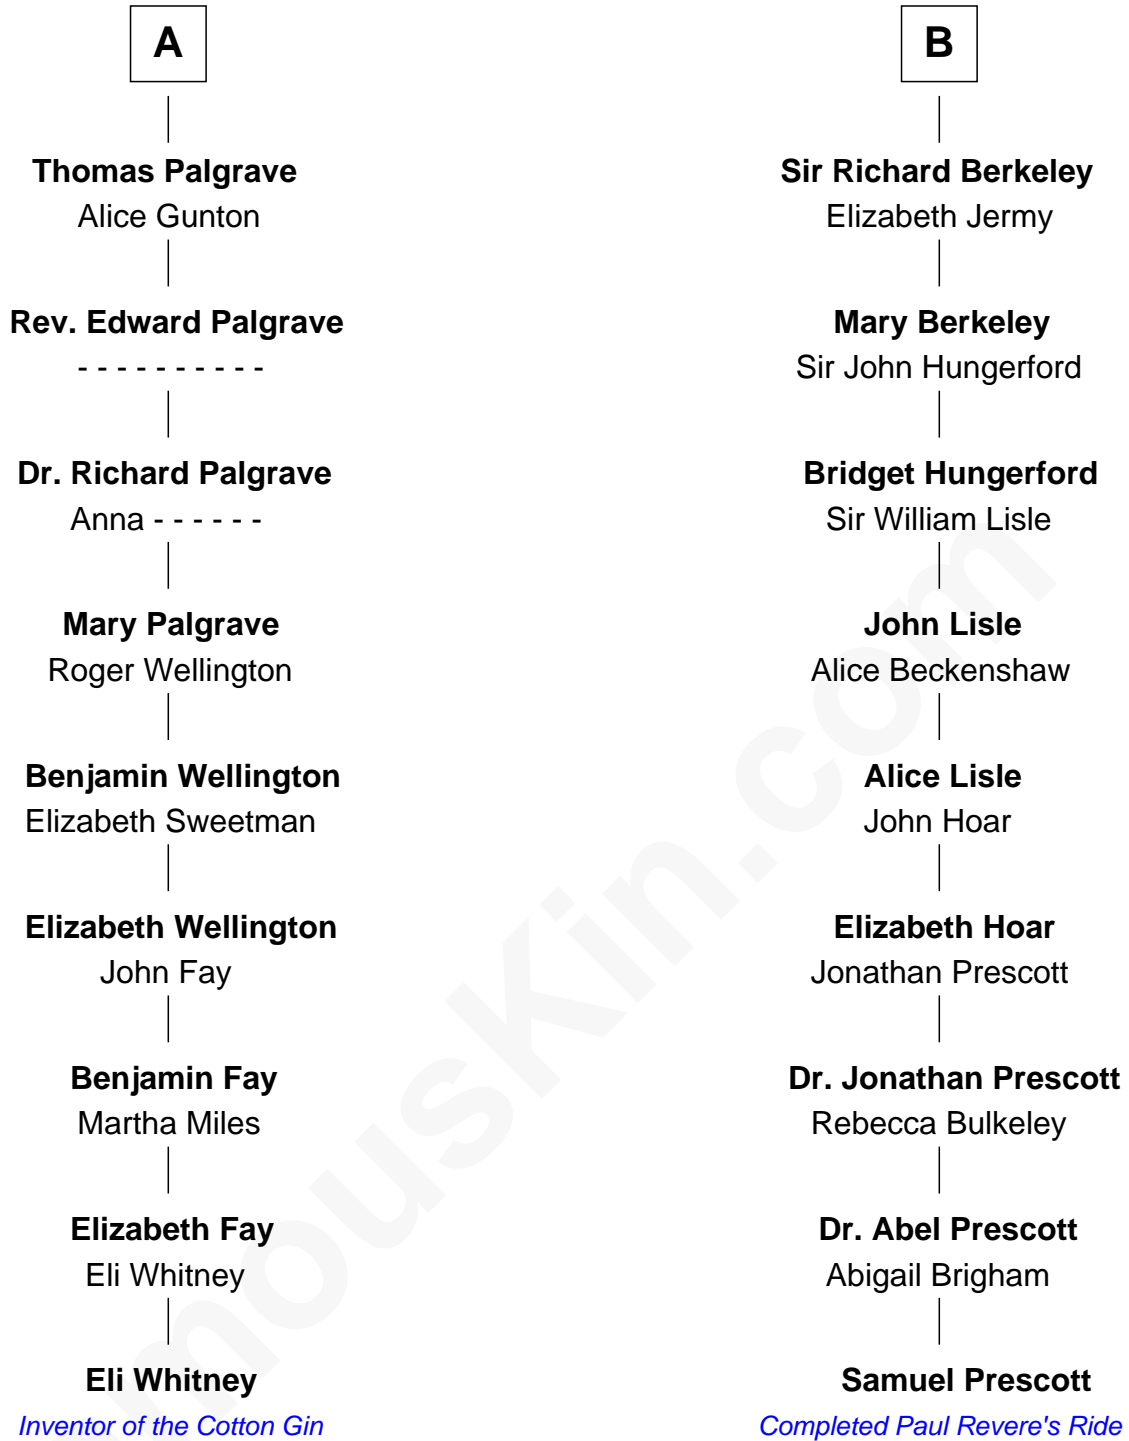 A
Thomas Palgrave
Alice Gunton
Rev. Edward Palgrave
- - - - - - - - - -
Dr. Richard Palgrave
Anna - - - - - -
Mary Palgrave
Roger Wellington
Benjamin Wellington
Elizabeth Sweetman
Elizabeth Wellington
John Fay
Benjamin Fay
Martha Miles
Elizabeth Fay
Eli Whitney
Eli Whitney
Inventor of the Cotton Gin
B
Sir Richard Berkeley
Elizabeth Jermy
Mary Berkeley
Sir John Hungerford
Bridget Hungerford
Sir William Lisle
John Lisle
Alice Beckenshaw
Alice Lisle
John Hoar
Elizabeth Hoar
Jonathan Prescott
Dr. Jonathan Prescott
Rebecca Bulkeley
Dr. Abel Prescott
Abigail Brigham
Samuel Prescott
Completed Paul Revere's Ride
mousKin.com